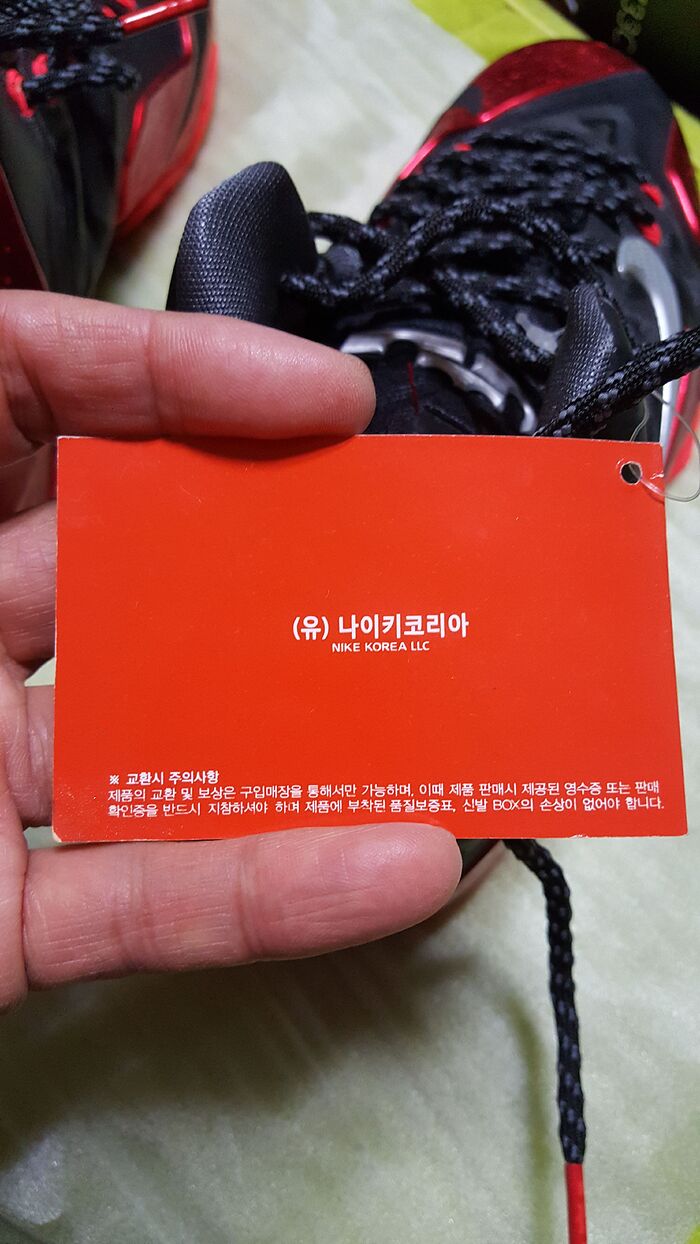 (유) 나이키코리아
NIKE KOREA LLC
※ 교환시 주의사항
제품의 교환 및 보상은 구입매장을 통해서만 가능하며, 이때 제품 판매시 제공된 영수증 또는 판매
확인증을 반드시 지참하셔야 하며 제품에 부착된 품질보증표, 신발 BOX의 손상이 없어야 합니다.